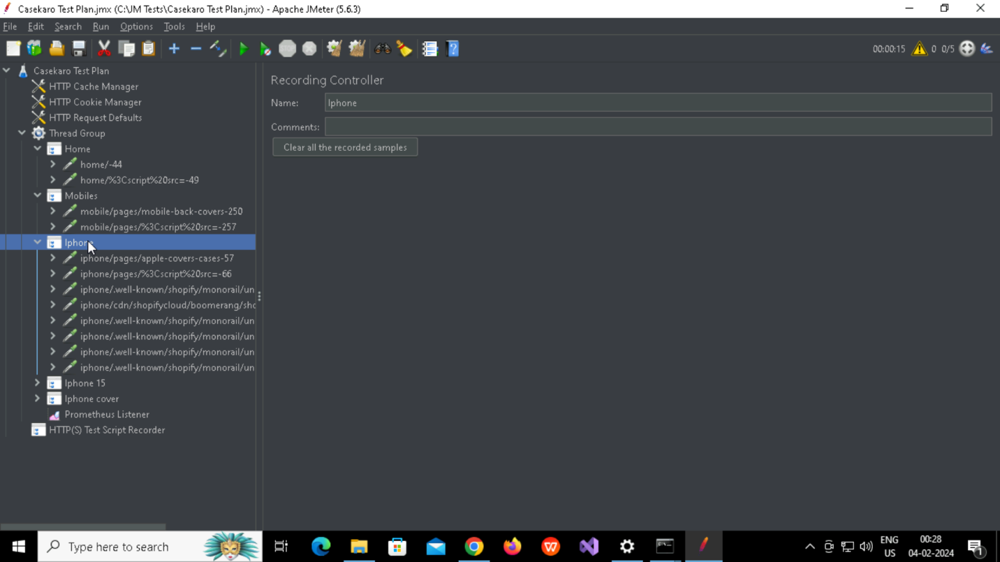 Casekaro Test Plan.jmx (C:\JM Tests\Casekaro Test Plan.jmx) - Apache JMeter (5.6.3)
File Edit Search Run Options Tools Help
STOP
00:00:15 0 0/5
Casekaro Test Plan
HTTP Cache Manager
HTTP Cookie Manager
HTTP Request Defaults
Thread Group
Home
home/-44
home/%3Cscript%20src=-49
Mobiles
mobile/pages/mobile-back-covers-250
mobile/pages/%3Cscript%20src=-257
Iphone
iphone/pages/apple-covers-cases-57
iphone/pages/%3Cscript%20src=-66
iphone/.well-known/shopify/monorail/un
iphone/cdn/shopifycloud/boomerang/sho
iphone/.well-known/shopify/monorail/un
iphone/.well-known/shopify/monorail/un
iphone/.well-known/shopify/monorail/un
iphone/.well-known/shopify/monorail/un
Iphone 15
Iphone cover
Prometheus Listener
HTTP(S) Test Script Recorder
Recording Controller
Name: Iphone
Comments:
Clear all the recorded samples
Type here to search
ENG
US
00:28
04-02-2024
1